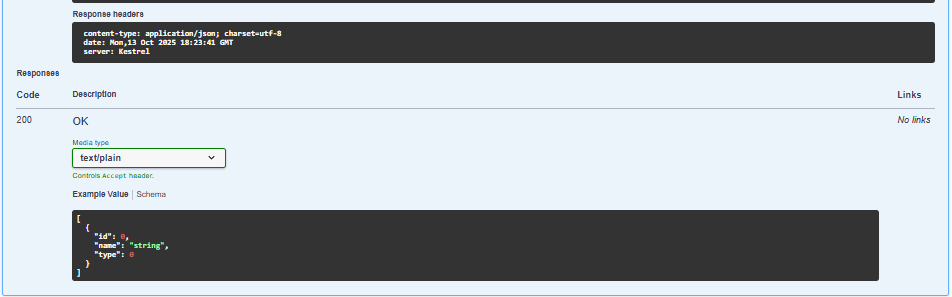 Response headers
content-type: application/json; charset=utf-8
date: Mon,13 Oct 2025 18:23:41 GMT
server: Kestrel
Responses
Code Description Links
200 OK No links
Media type
text/plain
Controls Accept header.
Example Value | Schema
[
  {
    "id": 0,
    "name": "string",
    "type": 0
  }
]